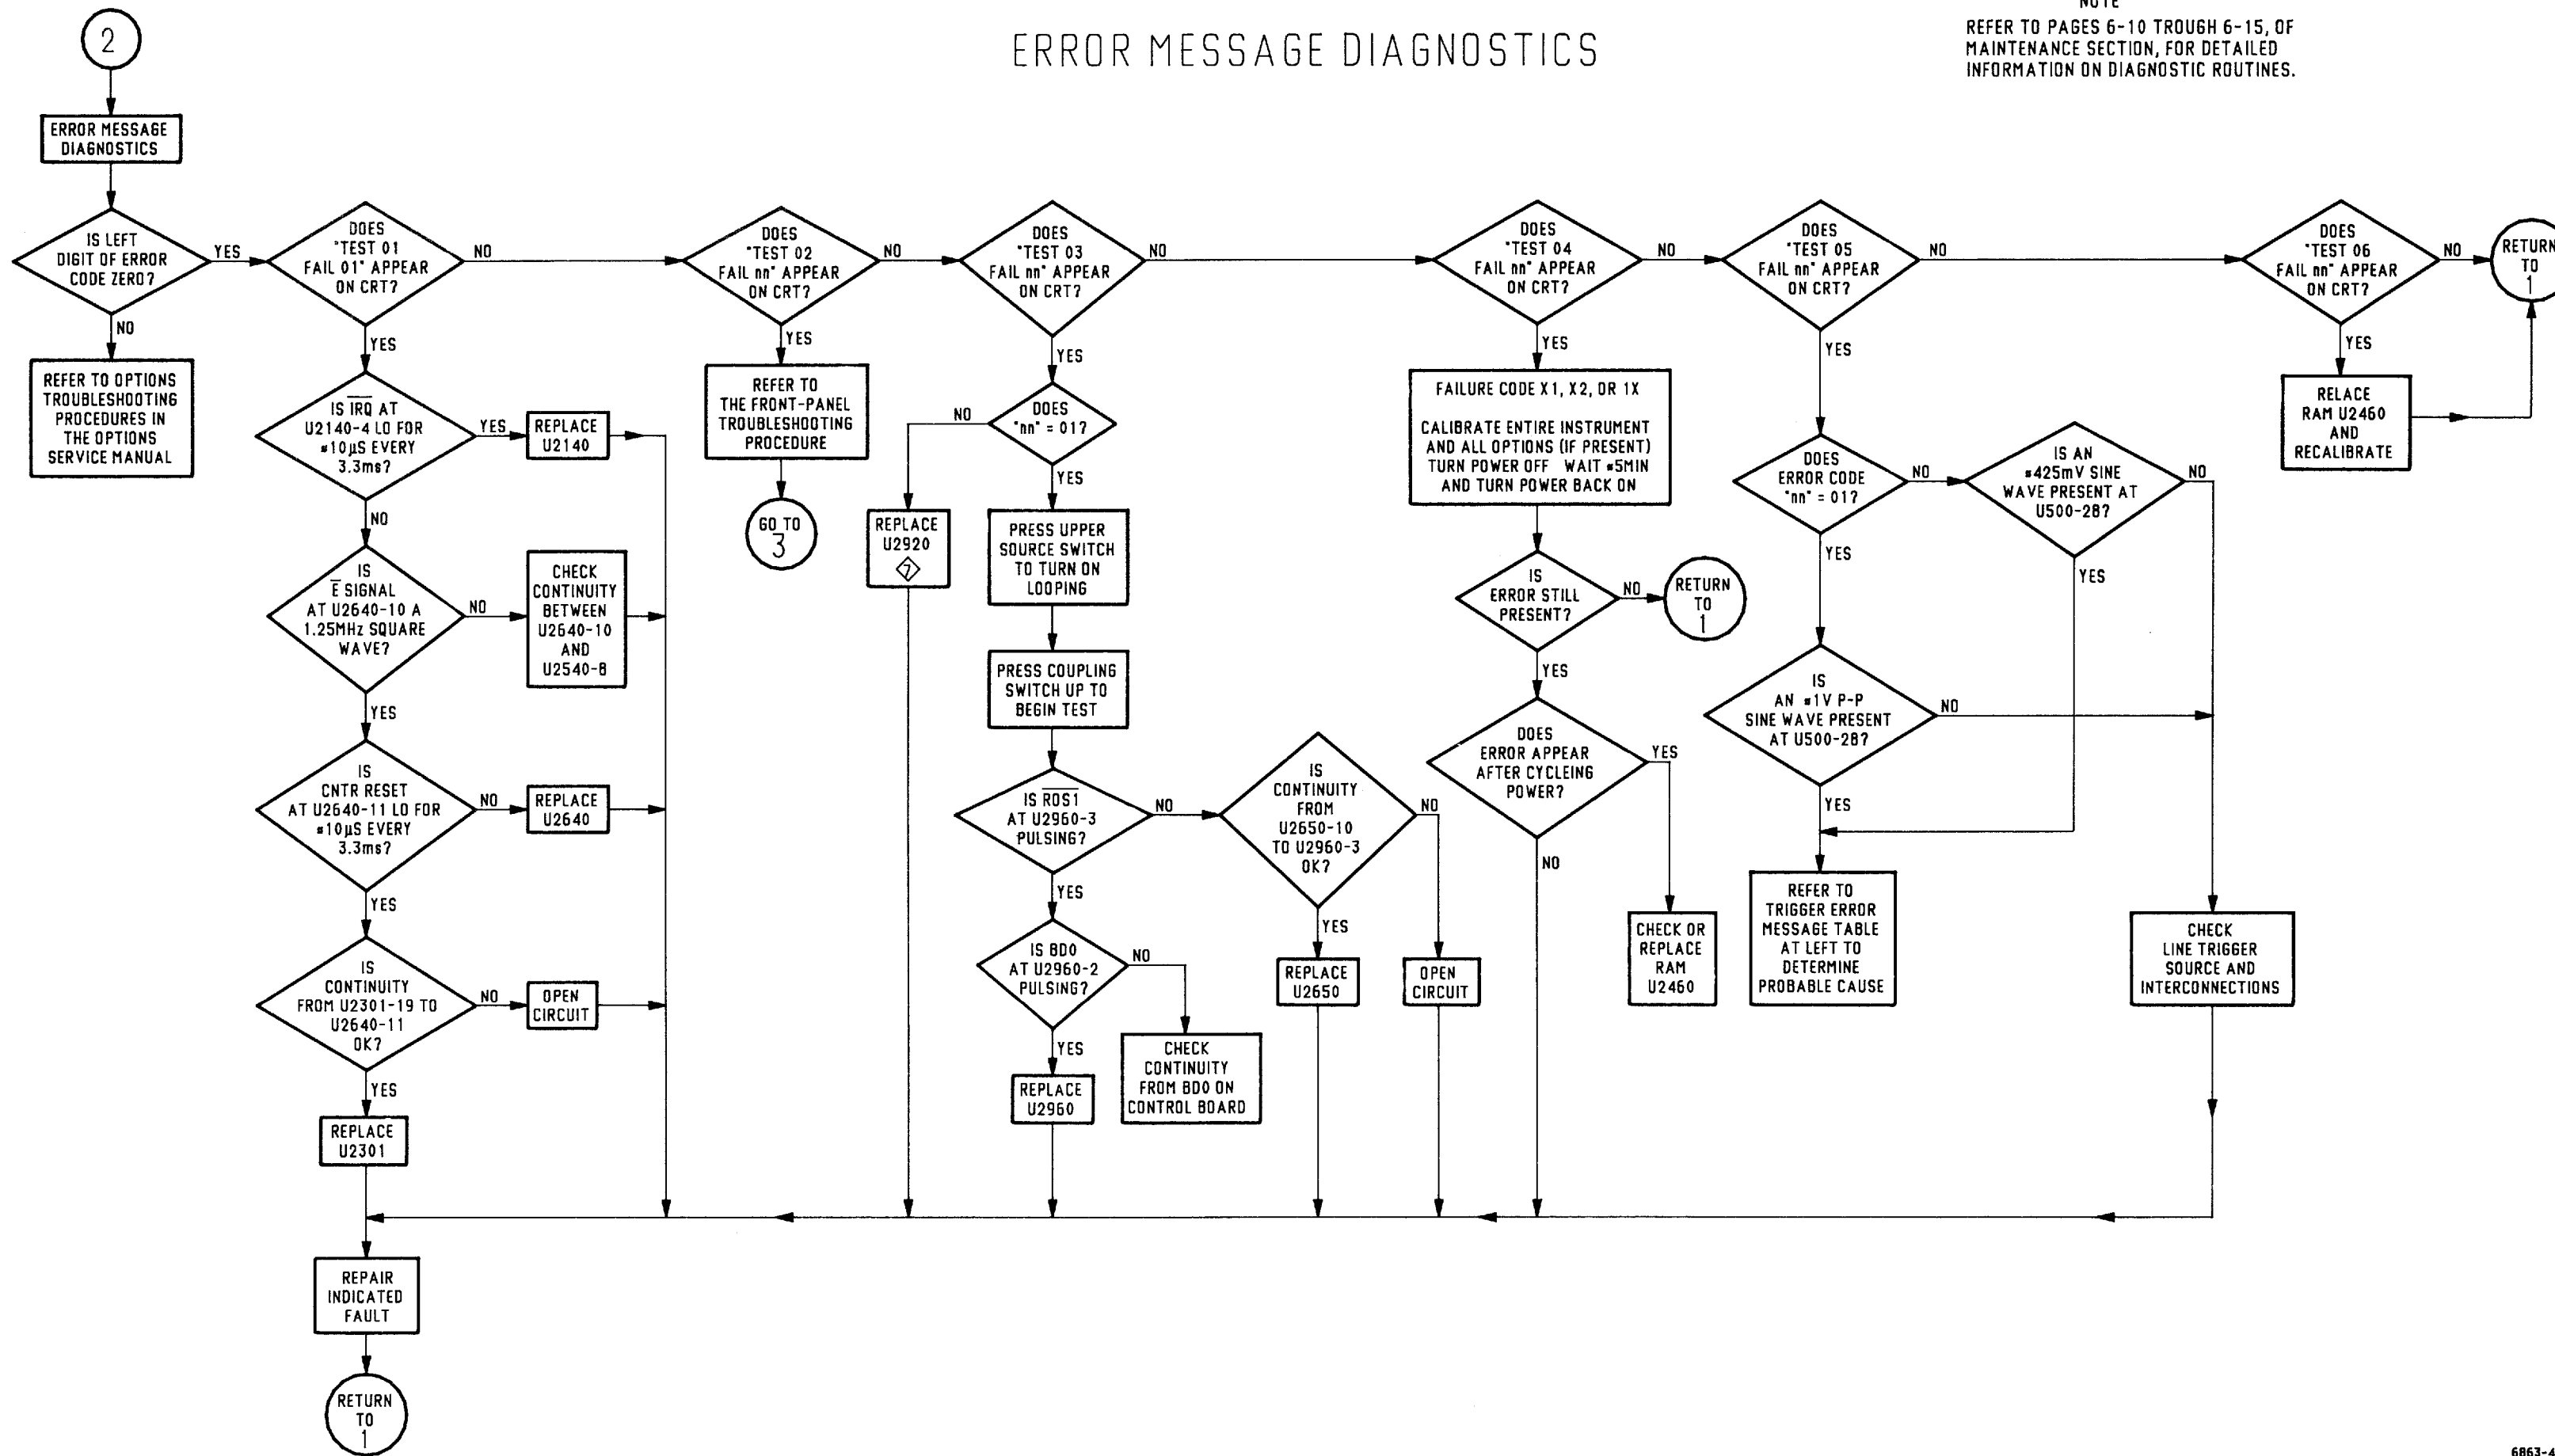 2
ERROR MESSAGE DIAGNOSTICS
NOTE
REFER TO PAGES 6-10 TROUGH 6-15, OF
MAINTENANCE SECTION, FOR DETAILED
INFORMATION ON DIAGNOSTIC ROUTINES.
ERROR MESSAGE
DIAGNOSTICS
IS LEFT
DIGIT OF ERROR
CODE ZERO?
YES
NO
REFER TO OPTIONS
TROUBLESHOOTING
PROCEDURES IN
THE OPTIONS
SERVICE MANUAL
DOES
"TEST 01
FAIL 01" APPEAR
ON CRT?
NO
YES
IS IRQ AT
U2140-4 LO FOR
≈10µS EVERY
3.3ms?
YES
REPLACE
U2140
NO
IS
E SIGNAL
AT U2640-10 A
1.25MHz SQUARE
WAVE?
NO
CHECK
CONTINUITY
BETWEEN
U2640-10
AND
U2540-8
YES
IS
CNTR RESET
AT U2640-11 LO FOR
≈10µS EVERY
3.3ms?
NO
REPLACE
U2640
YES
IS
CONTINUITY
FROM U2301-19 TO
U2640-11
OK?
NO
OPEN
CIRCUIT
YES
REPLACE
U2301
REPAIR
INDICATED
FAULT
RETURN
TO
1
DOES
"TEST 02
FAIL nn" APPEAR
ON CRT?
NO
YES
REFER TO
THE FRONT-PANEL
TROUBLESHOOTING
PROCEDURE
GO TO
3
DOES
"TEST 03
FAIL nn" APPEAR
ON CRT?
NO
YES
DOES
"nn" = 01?
NO
REPLACE
U2920
7
YES
PRESS UPPER
SOURCE SWITCH
TO TURN ON
LOOPING
PRESS COUPLING
SWITCH UP TO
BEGIN TEST
IS ROS1
AT U2960-3
PULSING?
NO
YES
IS BD0
AT U2960-2
PULSING?
NO
YES
REPLACE
U2960
CHECK
CONTINUITY
FROM BD0 ON
CONTROL BOARD
IS
CONTINUITY
FROM
U2650-10
TO U2960-3
OK?
NO
YES
REPLACE
U2650
OPEN
CIRCUIT
DOES
"TEST 04
FAIL nn" APPEAR
ON CRT?
NO
YES
FAILURE CODE X1, X2, OR 1X
CALIBRATE ENTIRE INSTRUMENT
AND ALL OPTIONS (IF PRESENT)
TURN POWER OFF WAIT ≈5MIN
AND TURN POWER BACK ON
IS
ERROR STILL
PRESENT?
NO
RETURN
TO
1
YES
DOES
ERROR APPEAR
AFTER CYCLEING
POWER?
YES
NO
CHECK OR
REPLACE
RAM
U2460
DOES
"TEST 05
FAIL nn" APPEAR
ON CRT?
NO
YES
DOES
ERROR CODE
"nn" = 01?
NO
YES
IS AN
≈425mV SINE
WAVE PRESENT AT
U500-28?
NO
YES
IS
AN ≈1V P-P
SINE WAVE PRESENT
AT U500-28?
NO
YES
REFER TO
TRIGGER ERROR
MESSAGE TABLE
AT LEFT TO
DETERMINE
PROBABLE CAUSE
CHECK
LINE TRIGGER
SOURCE AND
INTERCONNECTIONS
DOES
"TEST 06
FAIL nn" APPEAR
ON CRT?
NO
YES
RELACE
RAM U2460
AND
RECALIBRATE
RETURN
TO
1
6863-4